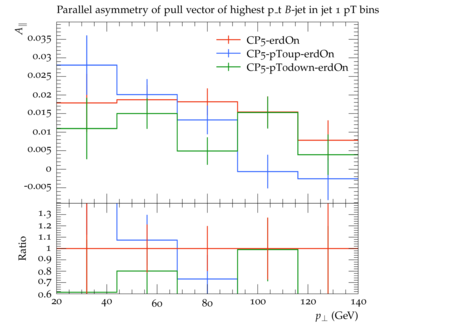 Parallel asymmetry of pull vector of highest p_t B-jet in jet 1 pT bins
A∥
CP5-erdOn
CP5-pToup-erdOn
CP5-pTodown-erdOn
0.035
0.03
0.025
0.02
0.015
0.01
0.005
0
-0.005
Ratio
1.3
1.2
1.1
1
0.9
0.8
0.7
0.6
20 40 60 80 100 120 140
p⊥ (GeV)